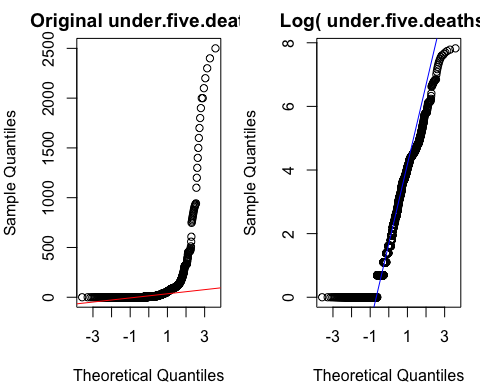 Original under.five.deat
Sample Quantiles
0 500 1000 1500 2000 2500
-3 -1 1 3
Theoretical Quantiles
Log( under.five.deaths
Sample Quantiles
0 2 4 6 8
-3 -1 1 3
Theoretical Quantiles